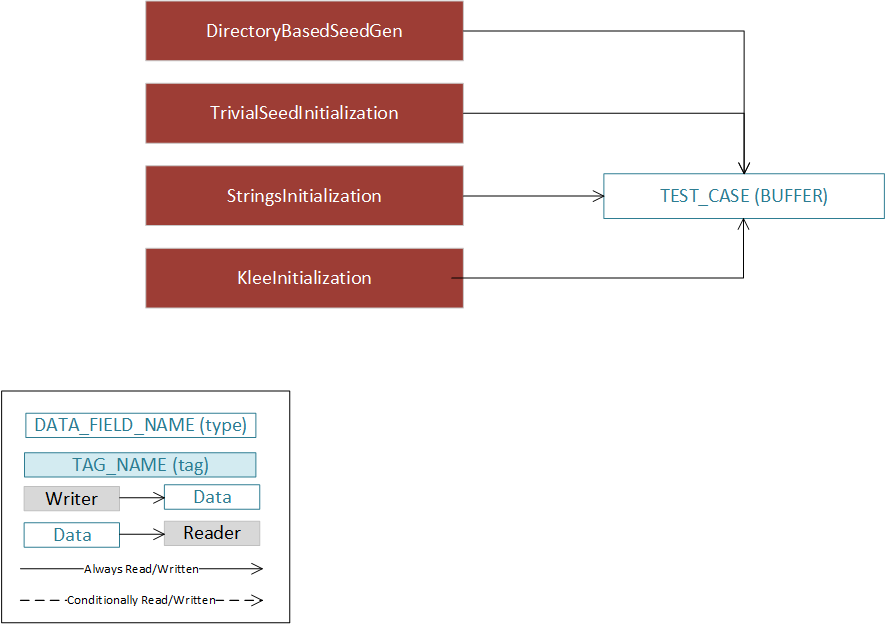 DirectoryBasedSeedGen
TrivialSeedInitialization
StringsInitialization
TEST_CASE (BUFFER)
KleeInitialization
DATA_FIELD_NAME (type)
TAG_NAME (tag)
Writer
Data
Data
Reader
Always Read/Written
Conditionally Read/Written